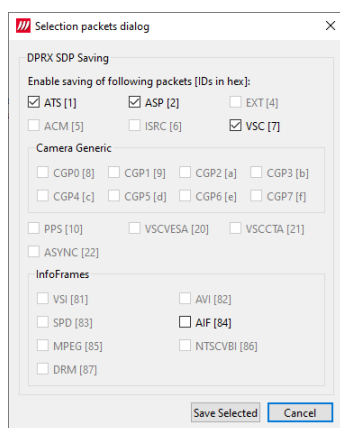 Selection packets dialog
DPRX SDP Saving
Enable saving of following packets [IDs in hex]:
ATS [1] ASP [2] EXT [4]
ACM [5] ISRC [6] VSC [7]
Camera Generic
CGP0 [8] CGP1 [9] CGP2 [a] CGP3 [b]
CGP4 [c] CGP5 [d] CGP6 [e] CGP7 [f]
PPS [10] VSCVESA [20] VSCCTA [21]
ASYNC [22]
InfoFrames
VSI [81] AVI [82]
SPD [83] AIF [84]
MPEG [85] NTSCVBI [86]
DRM [87]
Save Selected Cancel